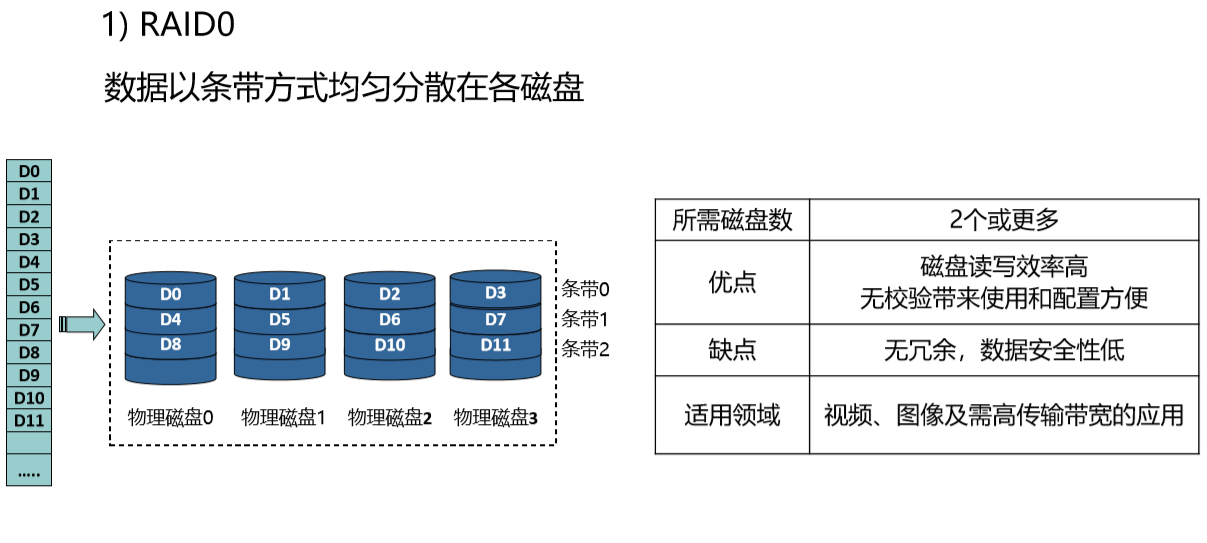 1) RAID0
数据以条带方式均匀分散在各磁盘
D0
D1
D2
D3
D4
D5
D6
D7
D8
D9
D10
D11
.....
D0 D1 D2 D3 条带0
D4 D5 D6 D7 条带1
D8 D9 D10 D11 条带2
物理磁盘0 物理磁盘1 物理磁盘2 物理磁盘3
所需磁盘数 2个或更多
优点 磁盘读写效率高
无校验带来使用和配置方便
缺点 无冗余，数据安全性低
适用领域 视频、图像及需高传输带宽的应用